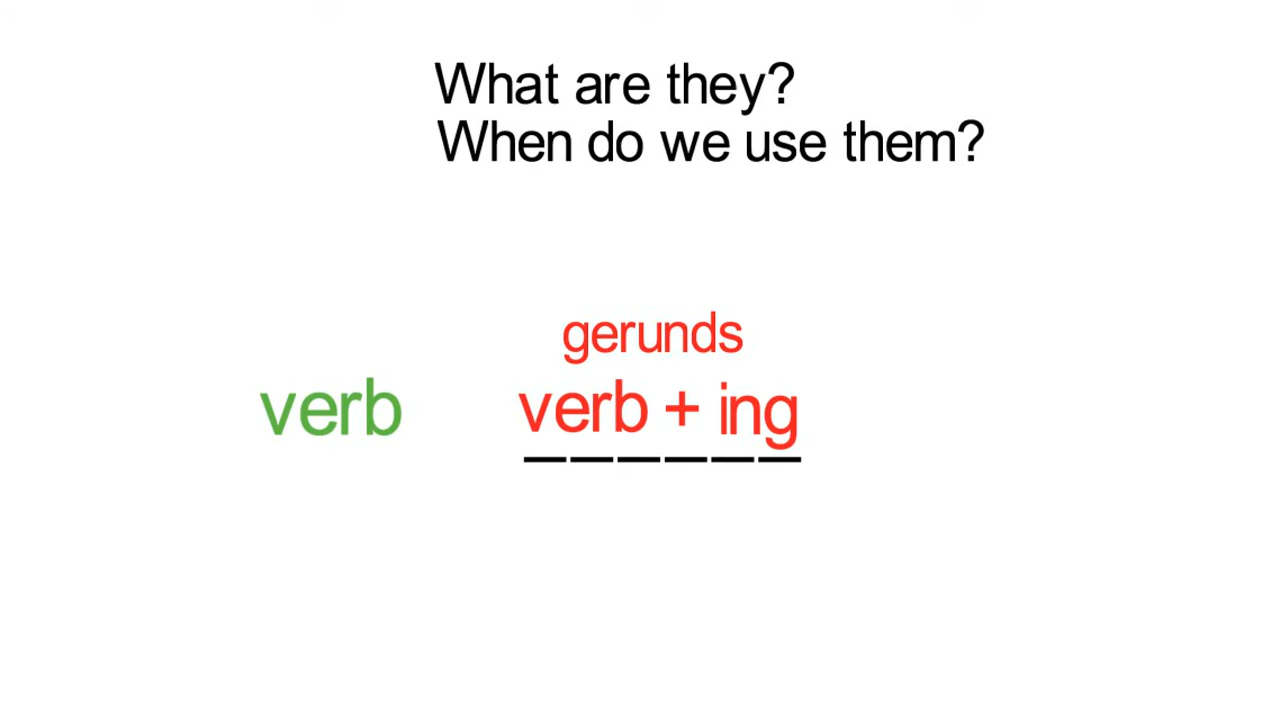 What are they?
When do we use them?
gerunds
verb verb + ing